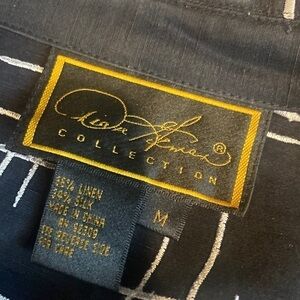 COLLECTION
®
M
55% LINEN
45% SILK
MADE IN CHINA
SEE REVERSE SIDE
FOR CARE